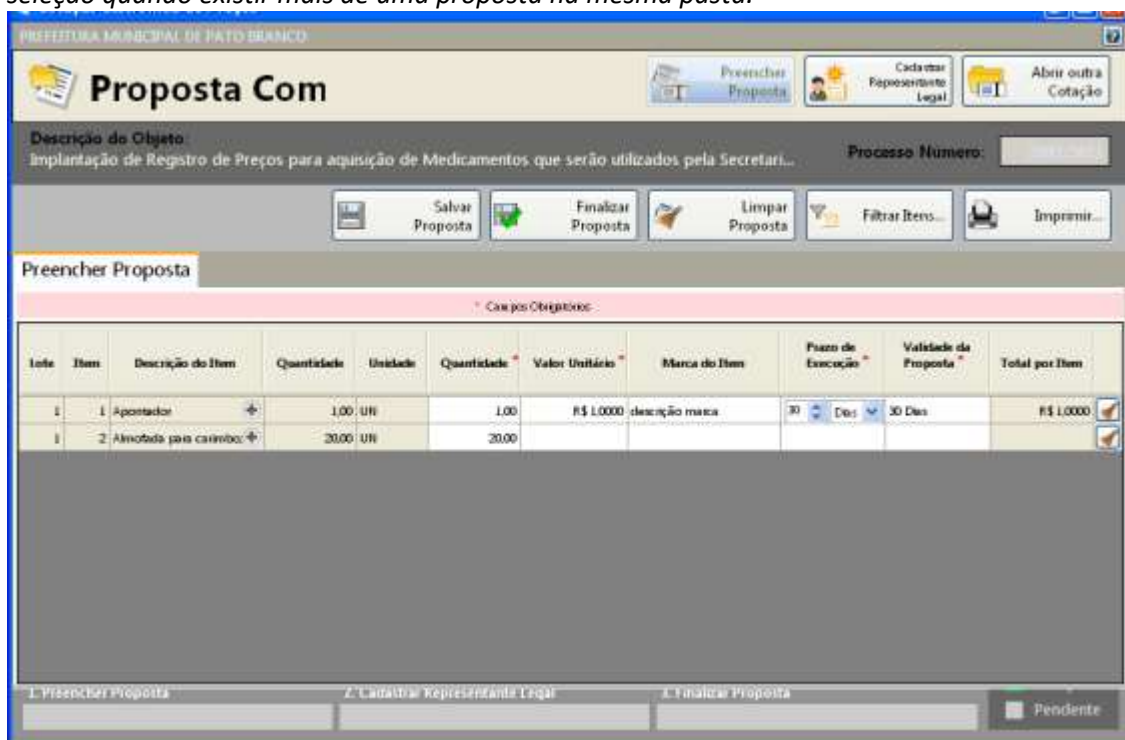 seleção quando existir mais de uma proposta na mesma pasta.
PREFEITURA MUNICIPAL DE PATO BRANCO
Proposta Com
Preencher Proposta
Cadastrar Representante Legal
Abrir outra Cotação
Descrição do Objeto:
Implantação de Registro de Preços para aquisição de Medicamentos que serão utilizados pela Secretari...
Processo Número:
Salvar Proposta
Finalizar Proposta
Limpar Proposta
Filtrar Itens...
Imprimir...
Preencher Proposta
* Campos Obrigatórios
Lote Item Descrição do Item Quantidade Unidade Quantidade * Valor Unitário * Marca do Item Prazo de Execução * Validade da Proposta * Total por Item
1 1 Apontador 1,00 UN 1,00 R$ 1,0000 descrição marca 30 Dias 30 Dias R$ 1,0000
1 2 Almofada para carimbo: 20,00 UN 20,00
1. Preencher Proposta
2. Cadastrar Representante Legal
3. Finalizar Proposta
Pendente